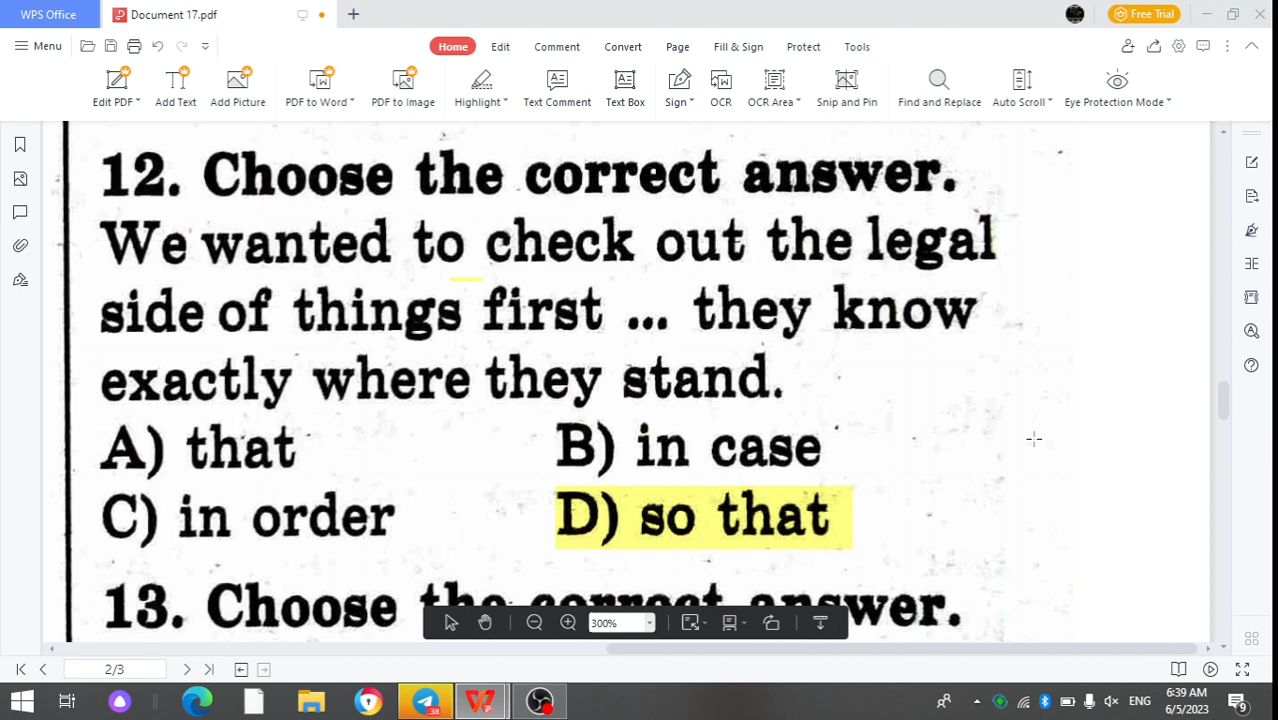 WPS Office
Document 17.pdf
Free Trial
Menu
Home Edit Comment Convert Page Fill & Sign Protect Tools
Edit PDF Add Text Add Picture PDF to Word PDF to Image Highlight Text Comment Text Box Sign OCR OCR Area Snip and Pin Find and Replace Auto Scroll Eye Protection Mode
12. Choose the correct answer.
We wanted to check out the legal
side of things first ... they know
exactly where they stand.
A) that B) in case
C) in order D) so that
13. Choose the correct answer.
300%
2/3
38
ENG
6:39 AM
6/5/2023
9